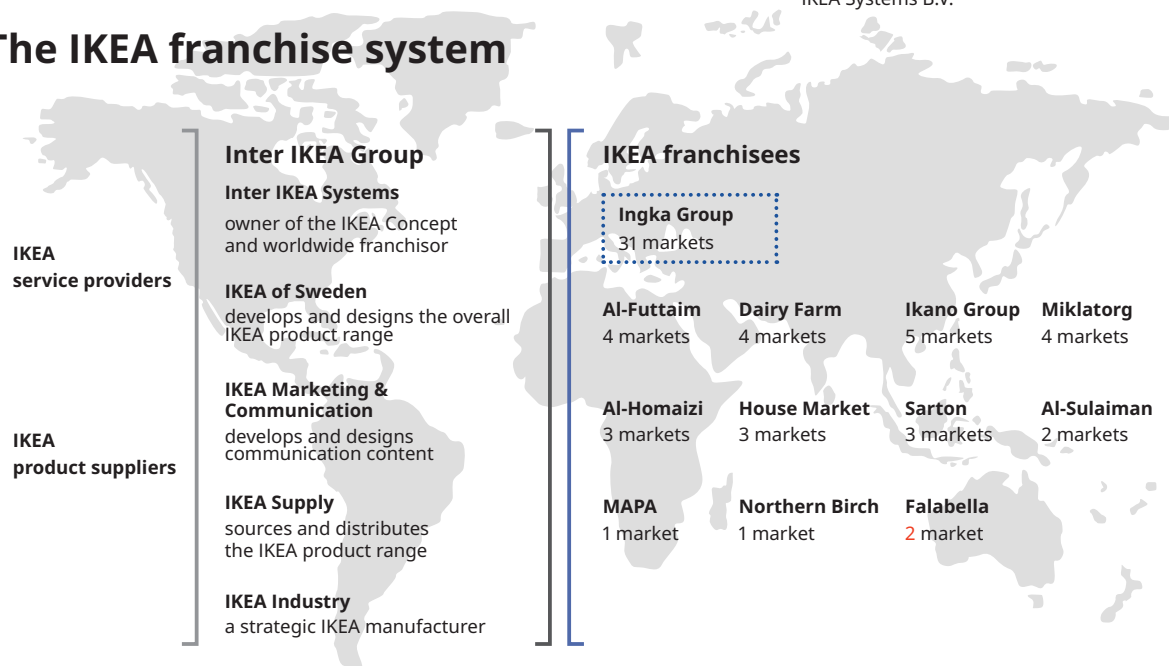 IKEA Systems B.V.
The IKEA franchise system
IKEA
service providers
IKEA
product suppliers
Inter IKEA Group
Inter IKEA Systems
owner of the IKEA Concept
and worldwide franchisor
IKEA of Sweden
develops and designs the overall
IKEA product range
IKEA Marketing &
Communication
develops and designs
communication content
IKEA Supply
sources and distributes
the IKEA product range
IKEA Industry
a strategic IKEA manufacturer
IKEA franchisees
Ingka Group
31 markets
Al-Futtaim
4 markets
Dairy Farm
4 markets
Ikano Group
5 markets
Miklatorg
4 markets
Al-Homaizi
3 markets
House Market
3 markets
Sarton
3 markets
Al-Sulaiman
2 markets
MAPA
1 market
Northern Birch
1 market
Falabella
2 market